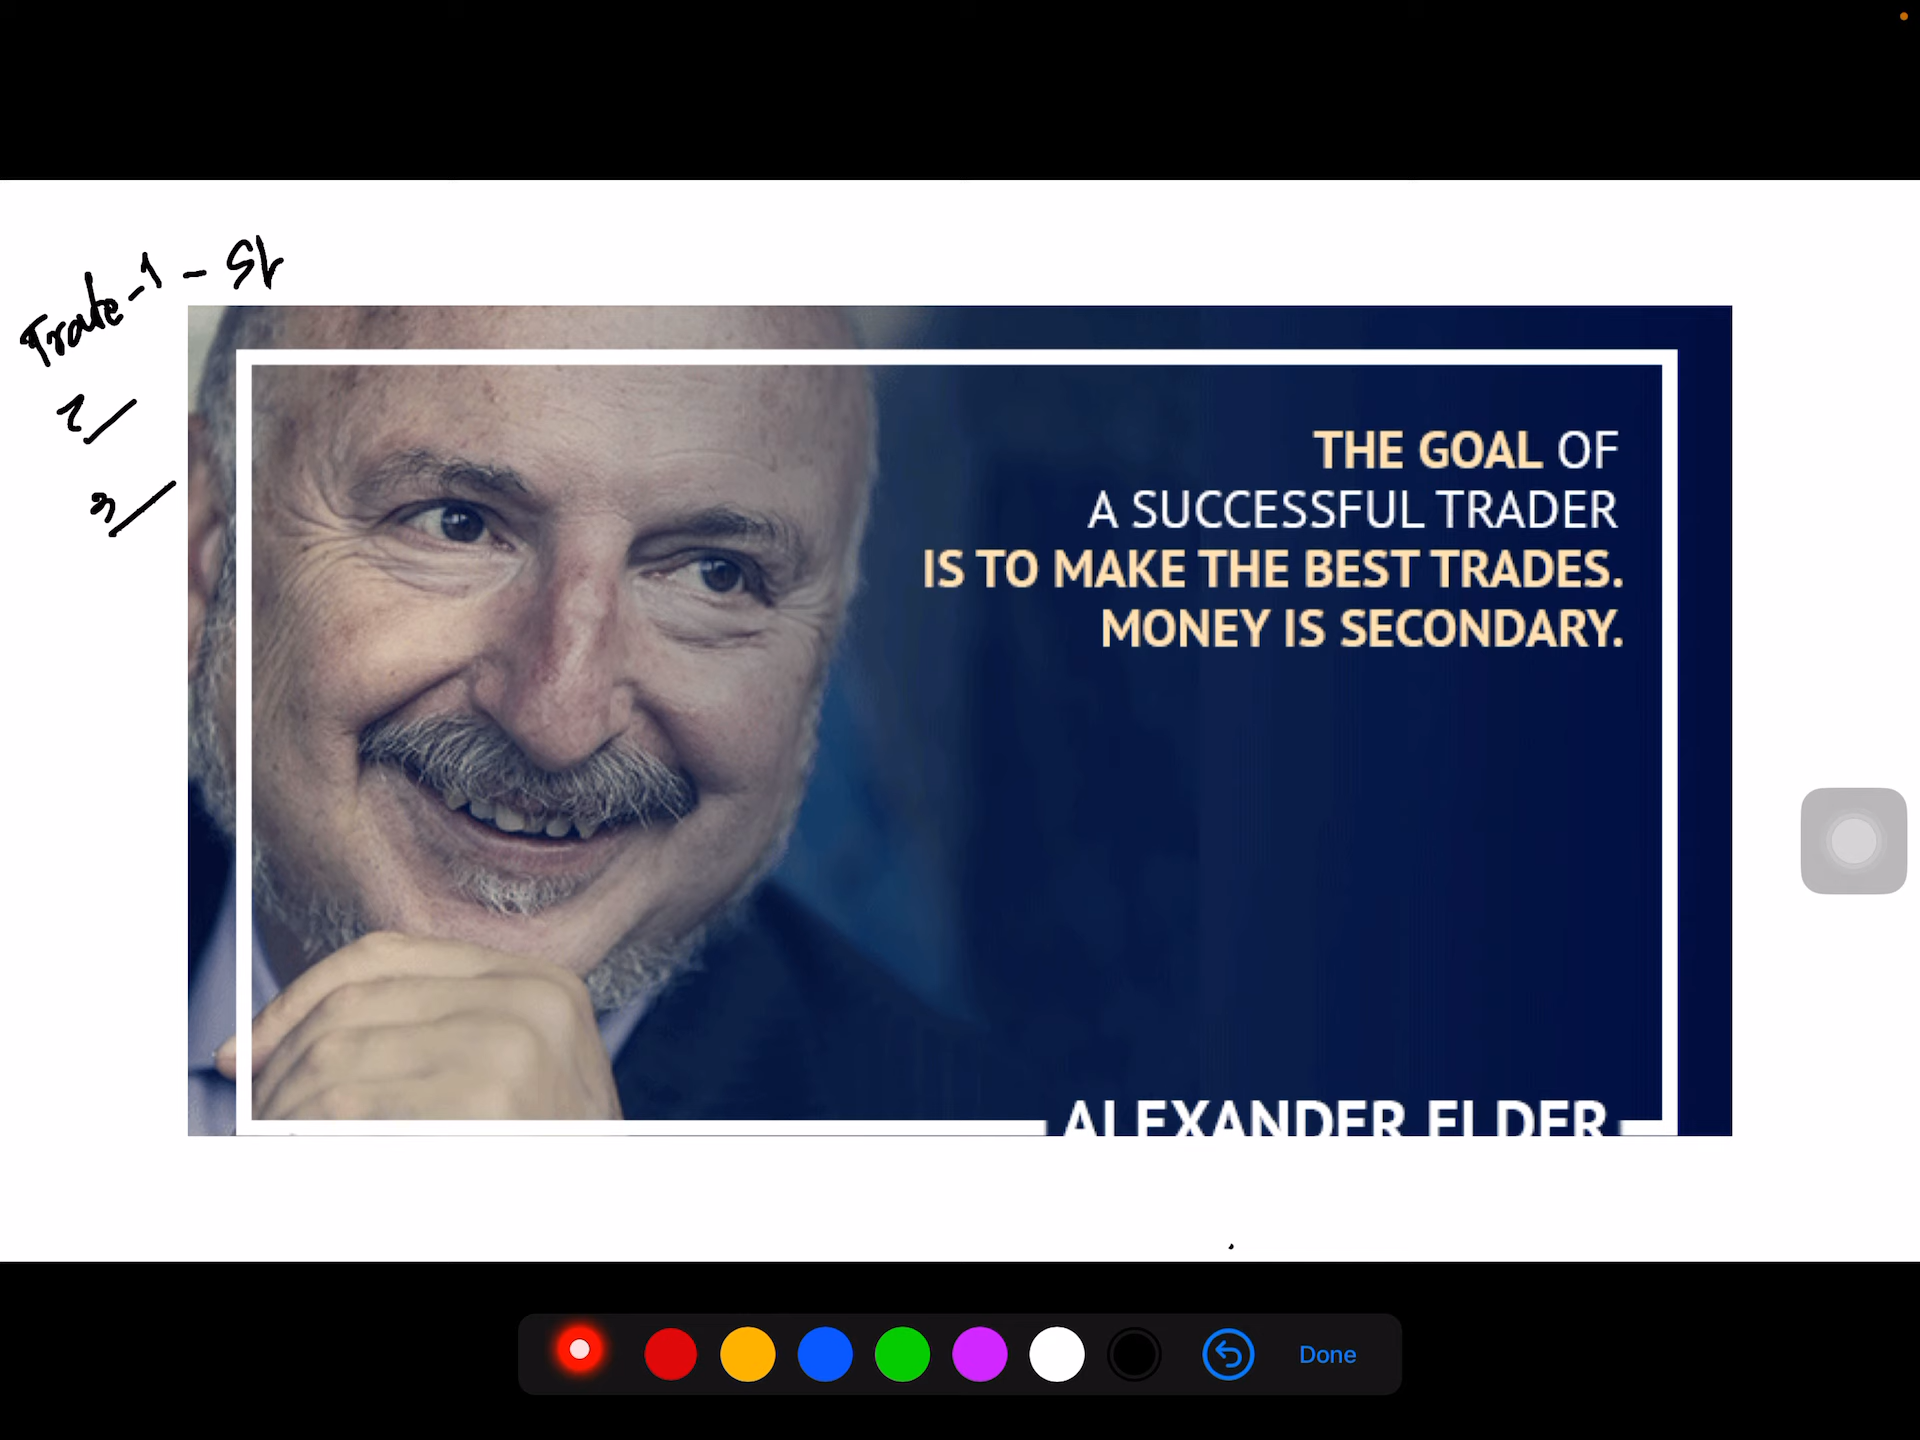 Trade-1 - SL
2
3
THE GOAL OF
A SUCCESSFUL TRADER
IS TO MAKE THE BEST TRADES.
MONEY IS SECONDARY.
ALEXANDER ELDER
Done